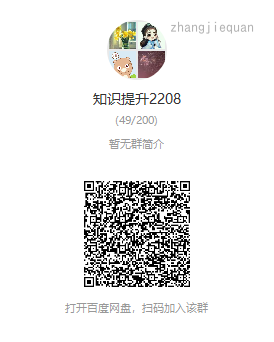 zhangjiequan
知识提升2208
(49/200)
暂无群简介
打开百度网盘，扫码加入该群